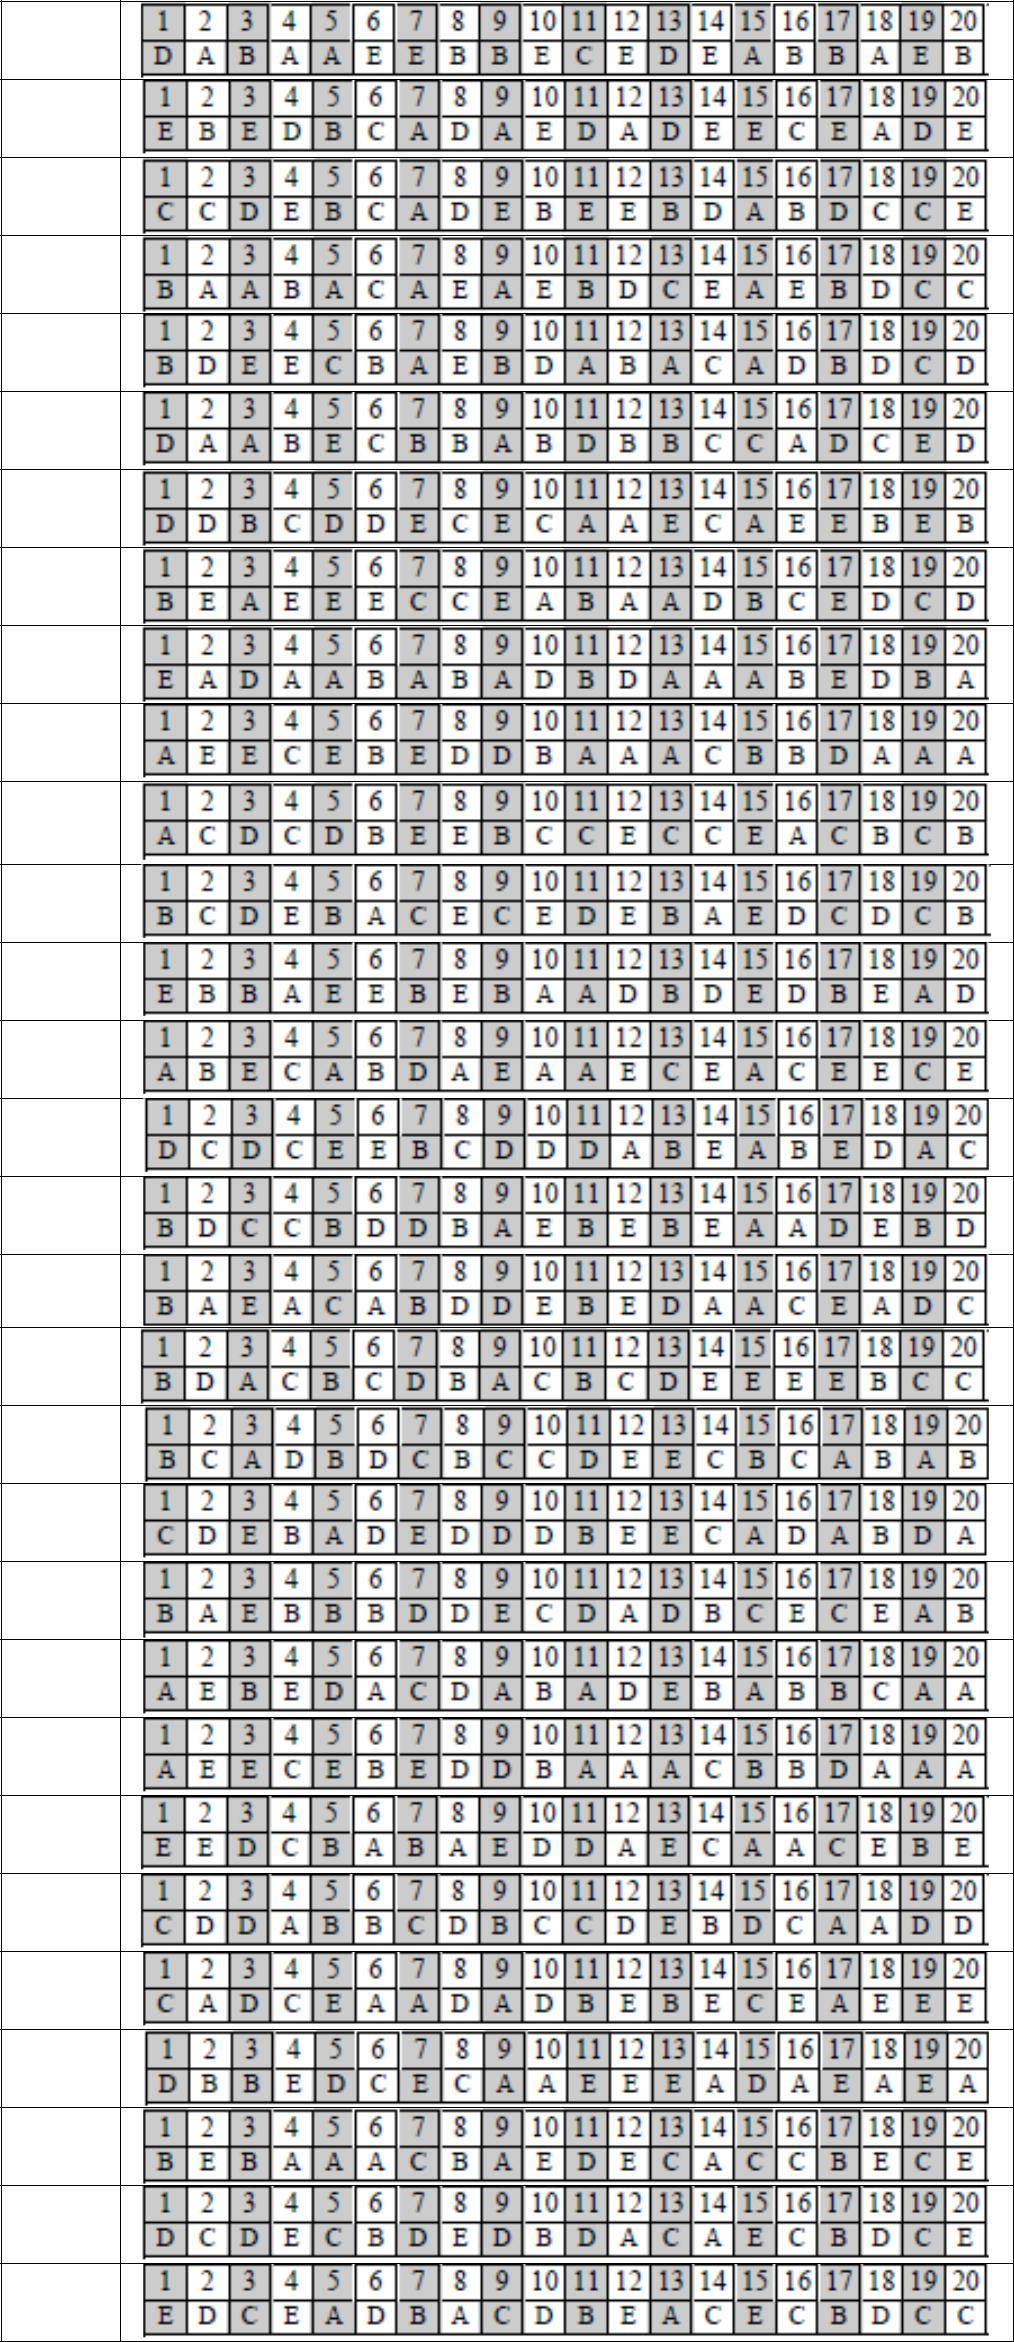 1 2 3 4 5 6 7 8 9 10 11 12 13 14 15 16 17 18 19 20
D A B A A E E B B E C E D E A B B A E B
1 2 3 4 5 6 7 8 9 10 11 12 13 14 15 16 17 18 19 20
E B E D B C A D A E D A D E E C E A D E
1 2 3 4 5 6 7 8 9 10 11 12 13 14 15 16 17 18 19 20
C C D E B C A D E B E E B D A B D C C E
1 2 3 4 5 6 7 8 9 10 11 12 13 14 15 16 17 18 19 20
B A A B A C A E A E B D C E A E B D C C
1 2 3 4 5 6 7 8 9 10 11 12 13 14 15 16 17 18 19 20
B D E E C B A E B D A B A C A D B D C D
1 2 3 4 5 6 7 8 9 10 11 12 13 14 15 16 17 18 19 20
D A A B E C B B A B D B B C C A D C E D
1 2 3 4 5 6 7 8 9 10 11 12 13 14 15 16 17 18 19 20
D D B C D D E C E C A A E C A E E B E B
1 2 3 4 5 6 7 8 9 10 11 12 13 14 15 16 17 18 19 20
B E A E E E C C E A B A A D B C E D C D
1 2 3 4 5 6 7 8 9 10 11 12 13 14 15 16 17 18 19 20
E A D A A B A B A D B D A A A B E D B A
1 2 3 4 5 6 7 8 9 10 11 12 13 14 15 16 17 18 19 20
A E E C E B E D D B A A A C B B D A A A
1 2 3 4 5 6 7 8 9 10 11 12 13 14 15 16 17 18 19 20
A C D C D B E E B C C E C C E A C B C B
1 2 3 4 5 6 7 8 9 10 11 12 13 14 15 16 17 18 19 20
B C D E B A C E C E D E B A E D C D C B
1 2 3 4 5 6 7 8 9 10 11 12 13 14 15 16 17 18 19 20
E B B A E E B E B A A D B D E D B E A D
1 2 3 4 5 6 7 8 9 10 11 12 13 14 15 16 17 18 19 20
A B E C A B D A E A A E C E A C E E C E
1 2 3 4 5 6 7 8 9 10 11 12 13 14 15 16 17 18 19 20
D C D C E E B C D D D A B E A B E D A C
1 2 3 4 5 6 7 8 9 10 11 12 13 14 15 16 17 18 19 20
B D C C B D D B A E B E B E A A D E B D
1 2 3 4 5 6 7 8 9 10 11 12 13 14 15 16 17 18 19 20
B A E A C A B D D E B E D A A C E A D C
1 2 3 4 5 6 7 8 9 10 11 12 13 14 15 16 17 18 19 20
B D A C B C D B A C B C D E E E E B C C
1 2 3 4 5 6 7 8 9 10 11 12 13 14 15 16 17 18 19 20
B C A D B D C B C C D E E C B C A B A B
1 2 3 4 5 6 7 8 9 10 11 12 13 14 15 16 17 18 19 20
C D E B A D E D D D B E E C A D A B D A
1 2 3 4 5 6 7 8 9 10 11 12 13 14 15 16 17 18 19 20
B A E B B B D D E C D A D B C E C E A B
1 2 3 4 5 6 7 8 9 10 11 12 13 14 15 16 17 18 19 20
A E B E D A C D A B A D E B A B B C A A
1 2 3 4 5 6 7 8 9 10 11 12 13 14 15 16 17 18 19 20
A E E C E B E D D B A A A C B B D A A A
1 2 3 4 5 6 7 8 9 10 11 12 13 14 15 16 17 18 19 20
E E D C B A B A E D D A E C A A C E B E
1 2 3 4 5 6 7 8 9 10 11 12 13 14 15 16 17 18 19 20
C D D A B B C D B C C D E B D C A A D D
1 2 3 4 5 6 7 8 9 10 11 12 13 14 15 16 17 18 19 20
C A D C E A A D A D B E B E C E A E E E
1 2 3 4 5 6 7 8 9 10 11 12 13 14 15 16 17 18 19 20
D B B E D C E C A A E E E A D A E A E A
1 2 3 4 5 6 7 8 9 10 11 12 13 14 15 16 17 18 19 20
B E B A A A C B A E D E C A C C B E C E
1 2 3 4 5 6 7 8 9 10 11 12 13 14 15 16 17 18 19 20
D C D E C B D E D B D A C A E C B D C E
1 2 3 4 5 6 7 8 9 10 11 12 13 14 15 16 17 18 19 20
E D C E A D B A C D B E A C E C B D C C